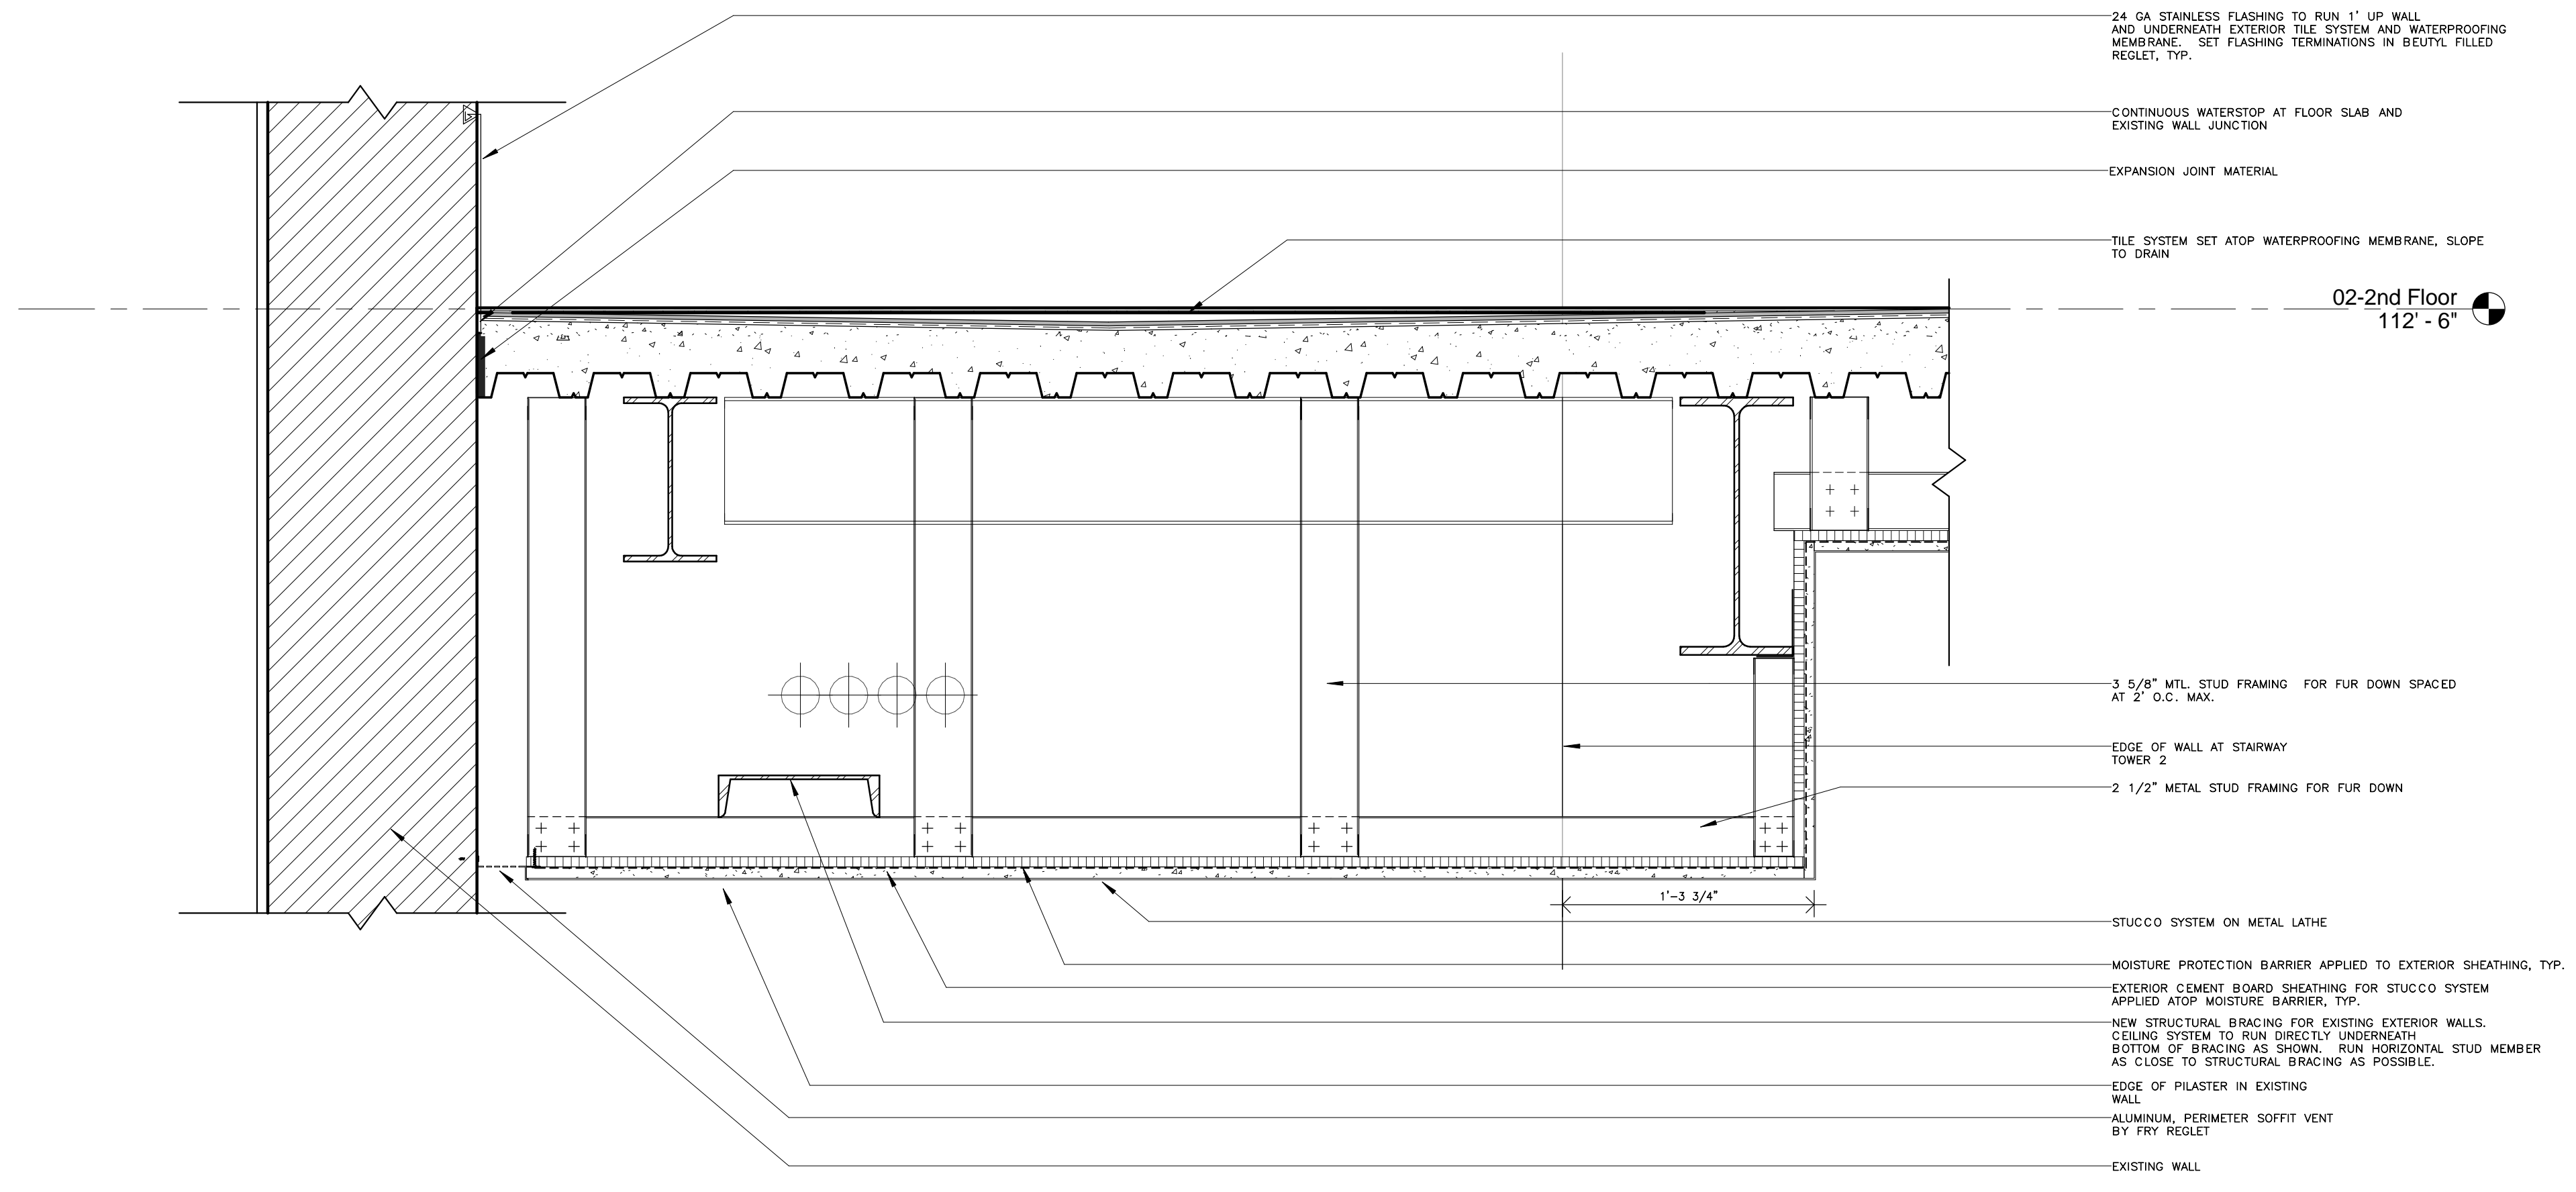 24 GA STAINLESS FLASHING TO RUN 1' UP WALL
AND UNDERNEATH EXTERIOR TILE SYSTEM AND WATERPROOFING
MEMBRANE. SET FLASHING TERMINATIONS IN BEUTYL FILLED
REGLET, TYP.
CONTINUOUS WATERSTOP AT FLOOR SLAB AND
EXISTING WALL JUNCTION
EXPANSION JOINT MATERIAL
TILE SYSTEM SET ATOP WATERPROOFING MEMBRANE, SLOPE
TO DRAIN
02-2nd Floor
112' - 6"
3 5/8" MTL. STUD FRAMING FOR FUR DOWN SPACED
AT 2' O.C. MAX.
EDGE OF WALL AT STAIRWAY
TOWER 2
2 1/2" METAL STUD FRAMING FOR FUR DOWN
1'-3 3/4"
STUCCO SYSTEM ON METAL LATHE
MOISTURE PROTECTION BARRIER APPLIED TO EXTERIOR SHEATHING, TYP.
EXTERIOR CEMENT BOARD SHEATHING FOR STUCCO SYSTEM
APPLIED ATOP MOISTURE BARRIER, TYP.
NEW STRUCTURAL BRACING FOR EXISTING EXTERIOR WALLS.
CEILING SYSTEM TO RUN DIRECTLY UNDERNEATH
BOTTOM OF BRACING AS SHOWN. RUN HORIZONTAL STUD MEMBER
AS CLOSE TO STRUCTURAL BRACING AS POSSIBLE.
EDGE OF PILASTER IN EXISTING
WALL
ALUMINUM, PERIMETER SOFFIT VENT
BY FRY REGLET
EXISTING WALL